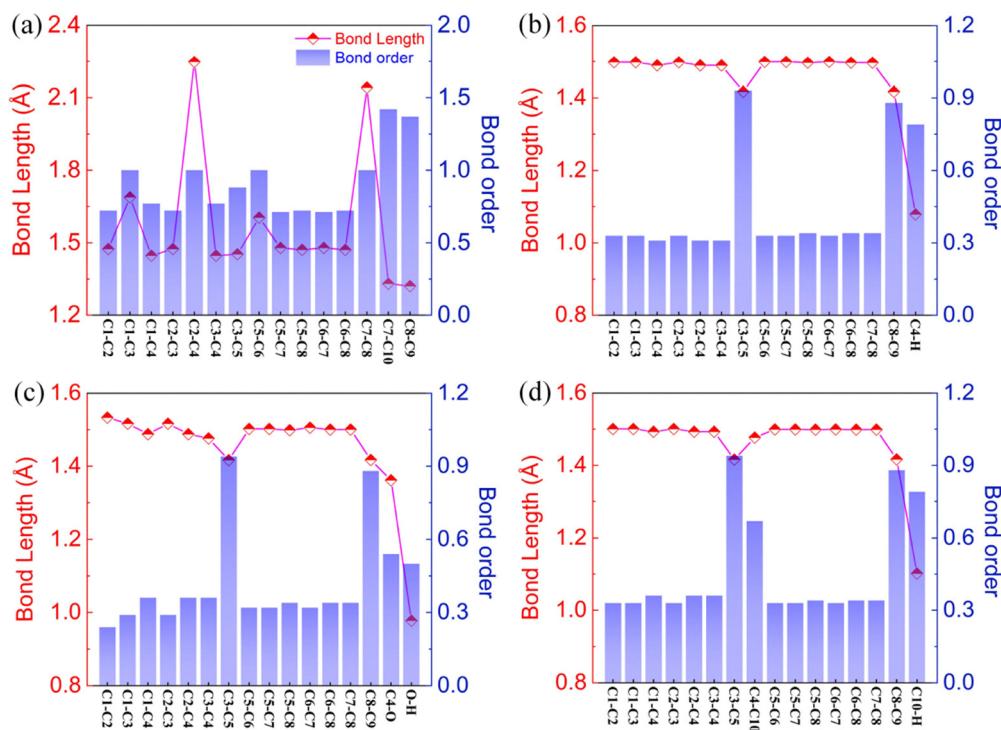 (a)
2.4
2.1
1.8
1.5
1.2
Bond Length (Å)
Bond Length
Bond order
2.0
1.5
1.0
0.5
0.0
Bond order
C1-C2
C1-C3
C1-C4
C2-C3
C2-C4
C3-C4
C3-C5
C5-C6
C5-C7
C5-C8
C6-C7
C6-C8
C7-C8
C7-C10
C8-C9
(b)
1.6
1.4
1.2
1.0
0.8
Bond Length (Å)
1.2
0.9
0.6
0.3
0.0
Bond order
C1-C2
C1-C3
C1-C4
C2-C3
C2-C4
C3-C4
C3-C5
C5-C6
C5-C7
C5-C8
C6-C7
C6-C8
C7-C8
C8-C9
C4-H
(c)
1.6
1.4
1.2
1.0
0.8
Bond Length (Å)
1.2
0.9
0.6
0.3
0.0
Bond order
C1-C2
C1-C3
C1-C4
C2-C3
C2-C4
C3-C4
C3-C5
C5-C6
C5-C7
C5-C8
C6-C7
C6-C8
C7-C8
C8-C9
C4-O
O-H
(d)
1.6
1.4
1.2
1.0
0.8
Bond Length (Å)
1.2
0.9
0.6
0.3
0.0
Bond order
C1-C2
C1-C3
C1-C4
C2-C3
C2-C4
C3-C4
C3-C5
C4-C10
C5-C6
C5-C7
C5-C8
C6-C7
C6-C8
C7-C8
C8-C9
C10-H